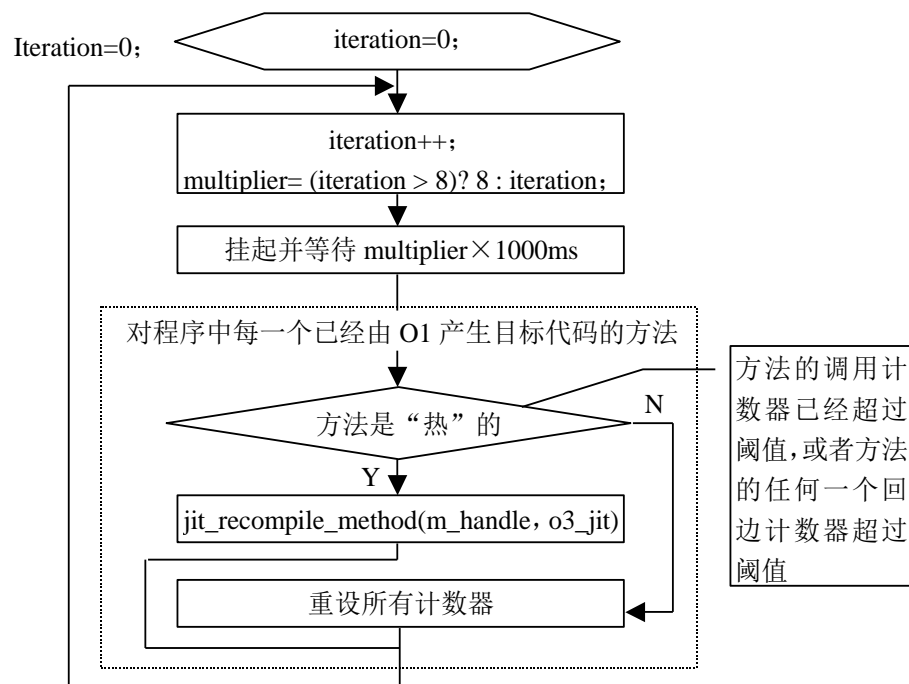 Iteration=0；
iteration=0；
iteration++；
multiplier= (iteration > 8)? 8 : iteration；
挂起并等待 multiplier×1000ms
对程序中每一个已经由 O1 产生目标代码的方法
方法是“热”的
N
Y
jit_recompile_method(m_handle，o3_jit)
重设所有计数器
方法的调用计
数器已经超过
阈值，或者方法
的任何一个回
边计数器超过
阈值